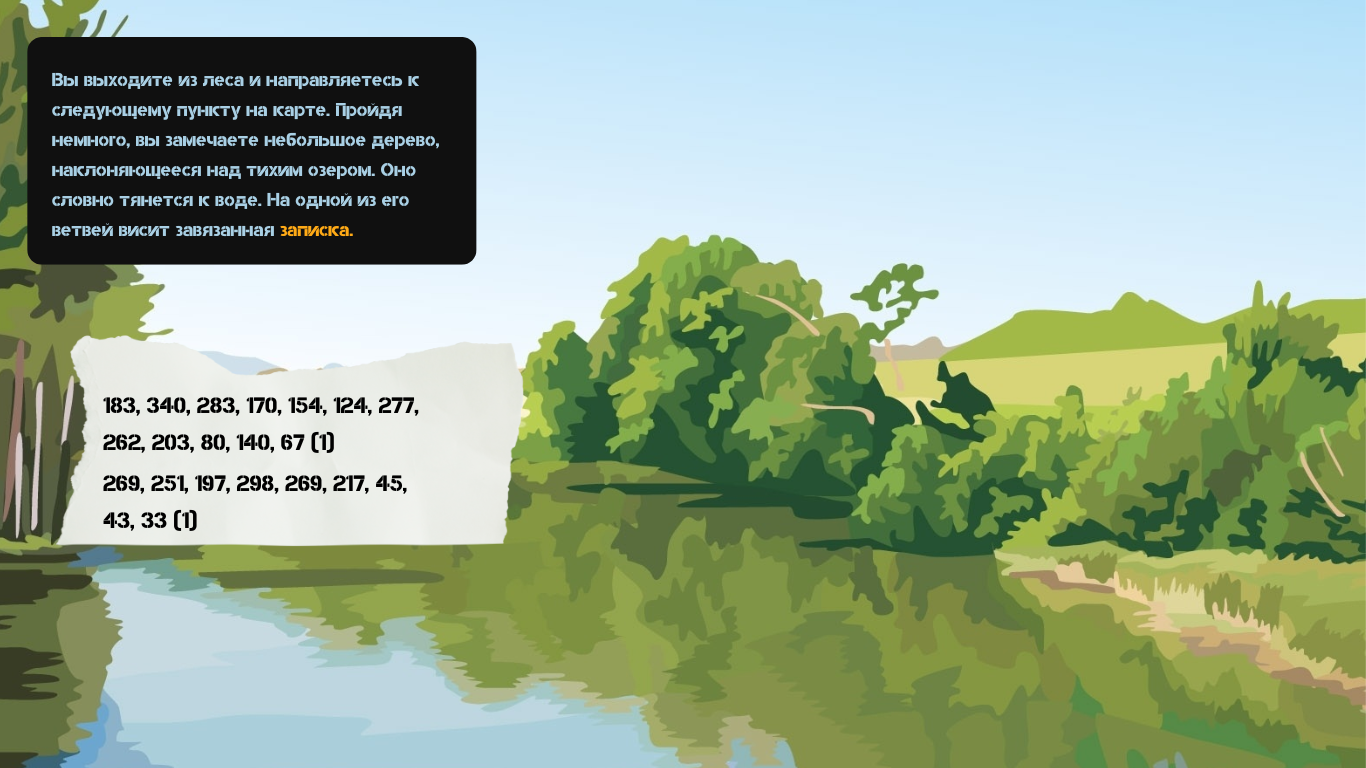 Вы выходите из леса и направляетесь к
следующему пункту на карте. Пройдя
немного, вы замечаете небольшое дерево,
наклоняющееся над тихим озером. Оно
словно тянется к воде. На одной из его
ветвей висит завязанная записка.
183, 340, 283, 170, 154, 124, 277,
262, 203, 80, 140, 67 (1)
269, 251, 197, 298, 269, 217, 45,
43, 33 (1)